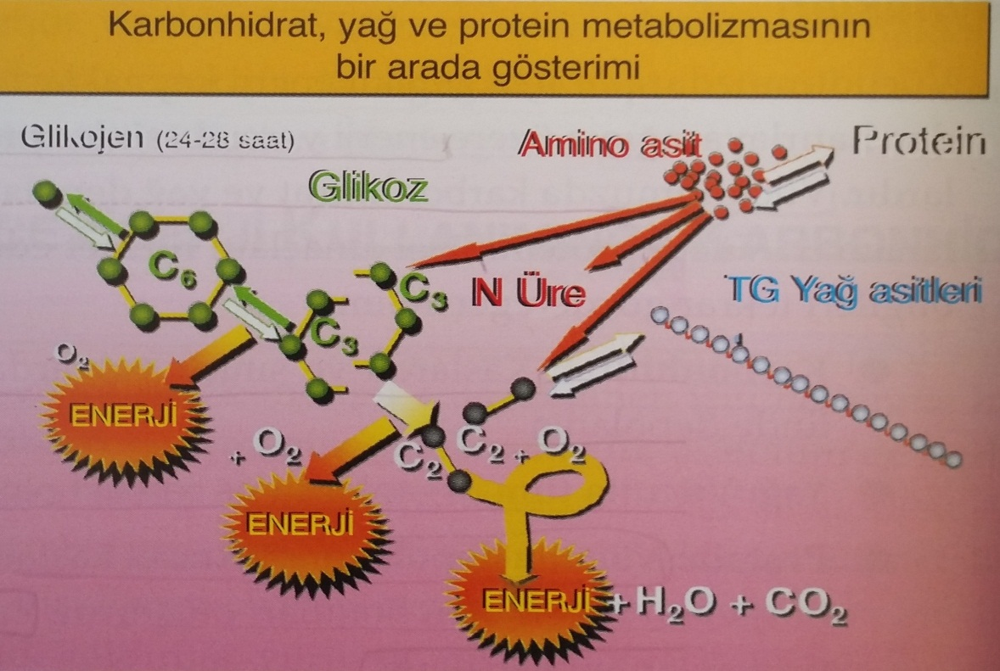 Karbonhidrat, yağ ve protein metabolizmasının
bir arada gösterimi
Glikojen (24-28 saat)
Amino asit
Protein
Glikoz
C6
C3
C3
N Üre
TG Yağ asitleri
O2
ENERJİ
+ O2
C2
C2 + O2
ENERJİ
ENERJİ + H2O + CO2